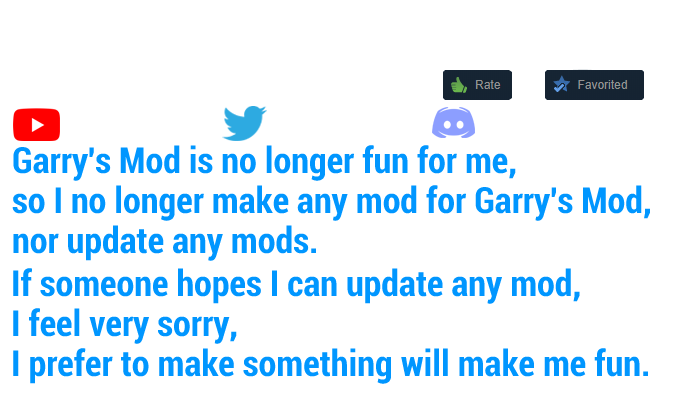 Rate Favorited
Garry's Mod is no longer fun for me,
so I no longer make any mod for Garry's Mod,
nor update any mods.
If someone hopes I can update any mod,
I feel very sorry,
I prefer to make something will make me fun.